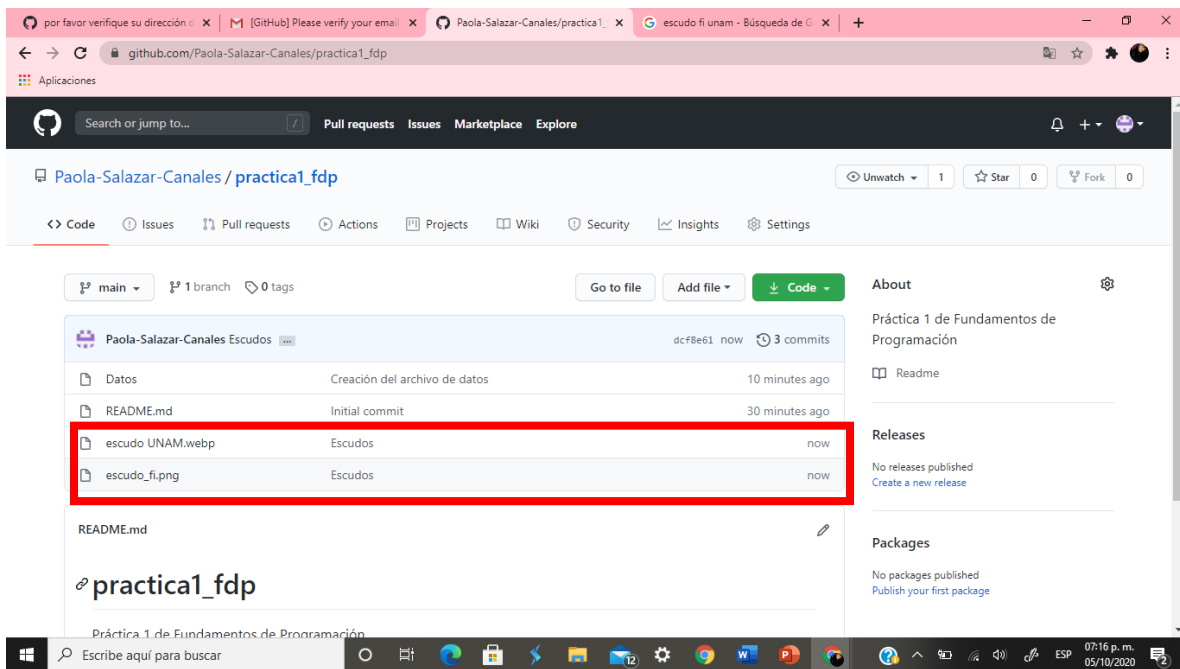 por favor verifique su dirección d
[GitHub] Please verify your email
Paola-Salazar-Canales/practica1_
escudo fi unam - Búsqueda de G
github.com/Paola-Salazar-Canales/practica1_fdp
Aplicaciones
Search or jump to... /
Pull requests Issues Marketplace Explore
Paola-Salazar-Canales / practica1_fdp
Unwatch 1 Star 0 Fork 0
<> Code Issues Pull requests Actions Projects Wiki Security Insights Settings
main 1 branch 0 tags Go to file Add file Code
Paola-Salazar-Canales Escudos ... dcf8e61 now 3 commits
Datos Creación del archivo de datos 10 minutes ago
README.md Initial commit 30 minutes ago
escudo UNAM.webp Escudos now
escudo_fi.png Escudos now
README.md
practica1_fdp
Práctica 1 de Fundamentos de Programación
About
Práctica 1 de Fundamentos de
Programación
Readme
Releases
No releases published
Create a new release
Packages
No packages published
Publish your first package
Escribe aquí para buscar
12
ESP
07:16 p. m.
05/10/2020
2